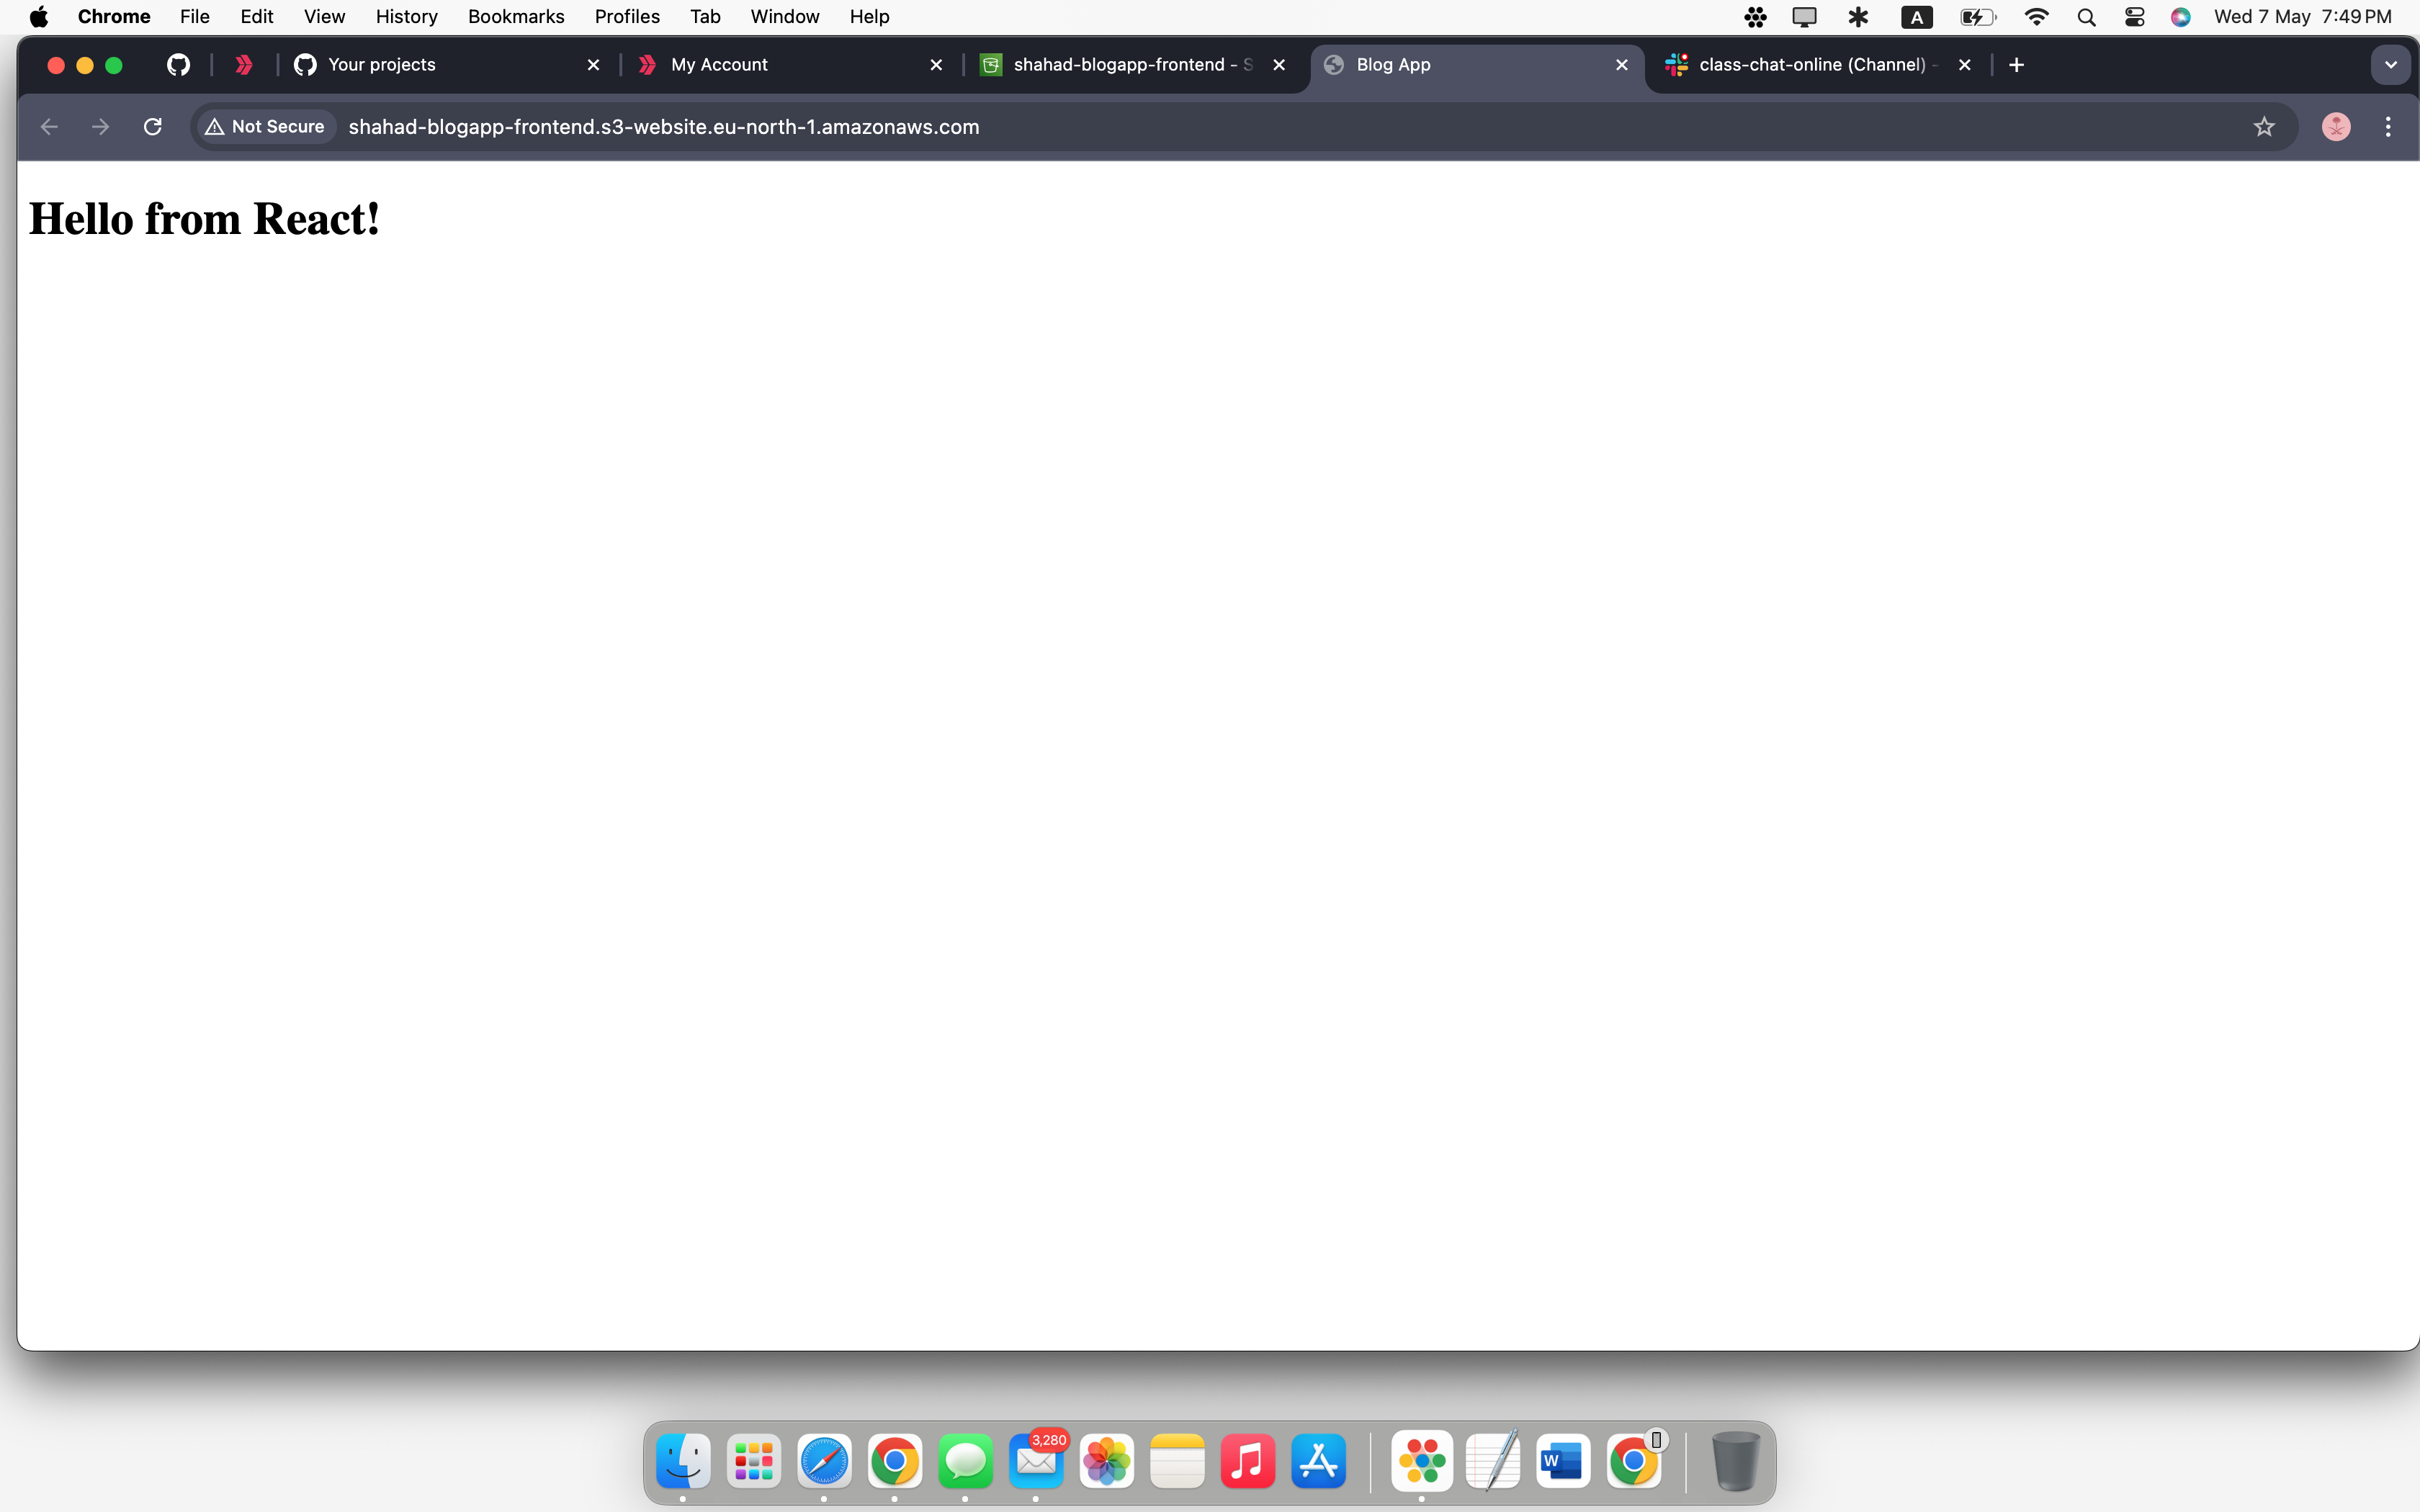 Chrome File Edit View History Bookmarks Profiles Tab Window Help A Wed 7 May 7:49 PM
Your projects My Account shahad-blogapp-frontend - S Blog App class-chat-online (Channel) -
Not Secure shahad-blogapp-frontend.s3-website.eu-north-1.amazonaws.com
Hello from React!
3,280
W